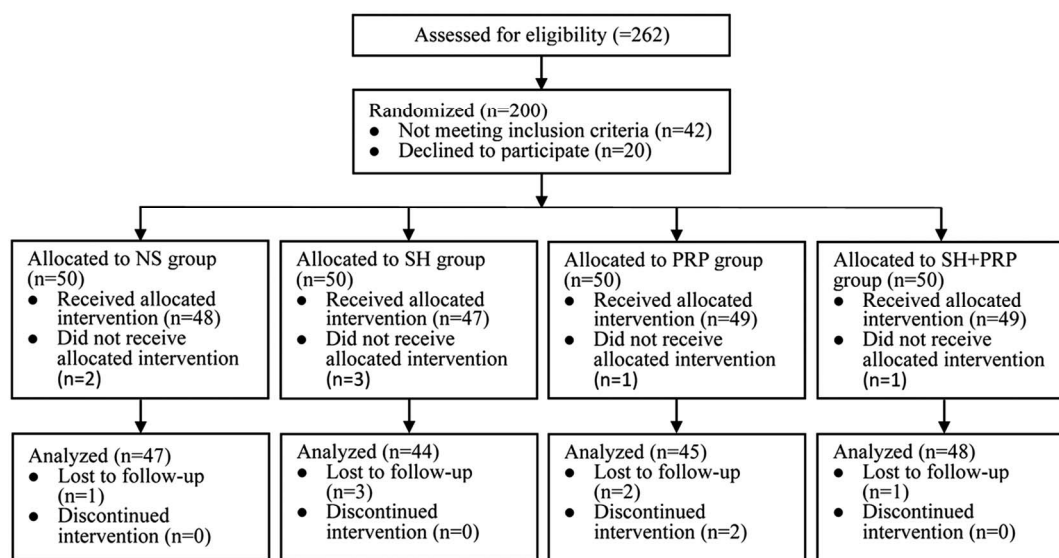 Assessed for eligibility (=262)
Randomized (n=200)
● Not meeting inclusion criteria (n=42)
● Declined to participate (n=20)
Allocated to NS group
(n=50)
● Received allocated
intervention (n=48)
● Did not receive
allocated intervention
(n=2)
Allocated to SH group
(n=50)
● Received allocated
intervention (n=47)
● Did not receive
allocated intervention
(n=3)
Allocated to PRP group
(n=50)
● Received allocated
intervention (n=49)
● Did not receive
allocated intervention
(n=1)
Allocated to SH+PRP
group (n=50)
● Received allocated
intervention (n=49)
● Did not receive
allocated intervention
(n=1)
Analyzed (n=47)
● Lost to follow-up
(n=1)
● Discontinued
intervention (n=0)
Analyzed (n=44)
● Lost to follow-up
(n=3)
● Discontinued
intervention (n=0)
Analyzed (n=45)
● Lost to follow-up
(n=2)
● Discontinued
intervention (n=2)
Analyzed (n=48)
● Lost to follow-up
(n=1)
● Discontinued
intervention (n=0)